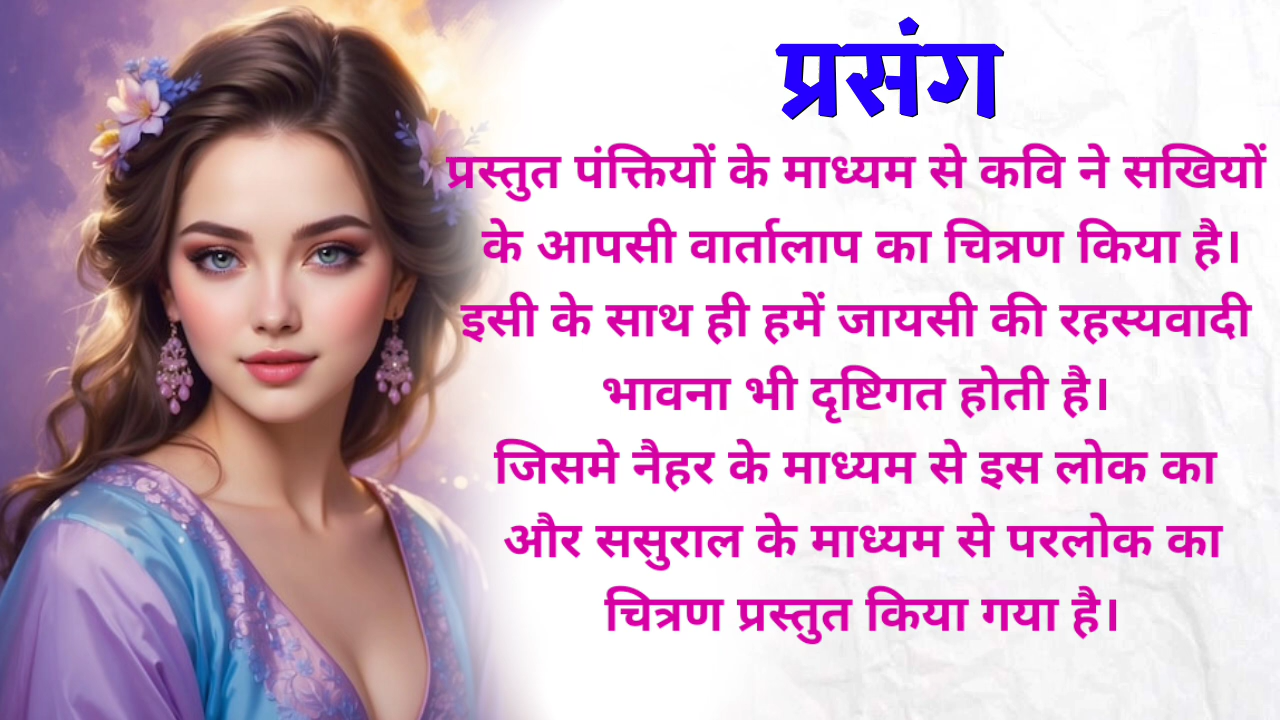 प्रसंग
प्रस्तुत पंक्तियों के माध्यम से कवि ने सखियों
के आपसी वार्तालाप का चित्रण किया है।
इसी के साथ ही हमें जायसी की रहस्यवादी
भावना भी दृष्टिगत होती है।
जिसमे नैहर के माध्यम से इस लोक का
और ससुराल के माध्यम से परलोक का
चित्रण प्रस्तुत किया गया है।